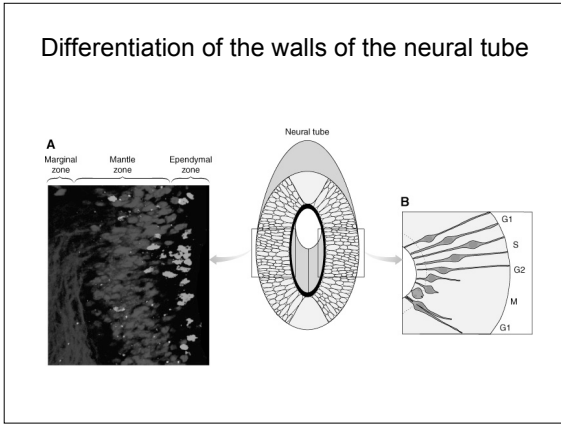 Differentiation of the walls of the neural tube
Neural tube
A
Marginal zone
Mantle zone
Ependymal zone
B
G1
S
G2
M
G1